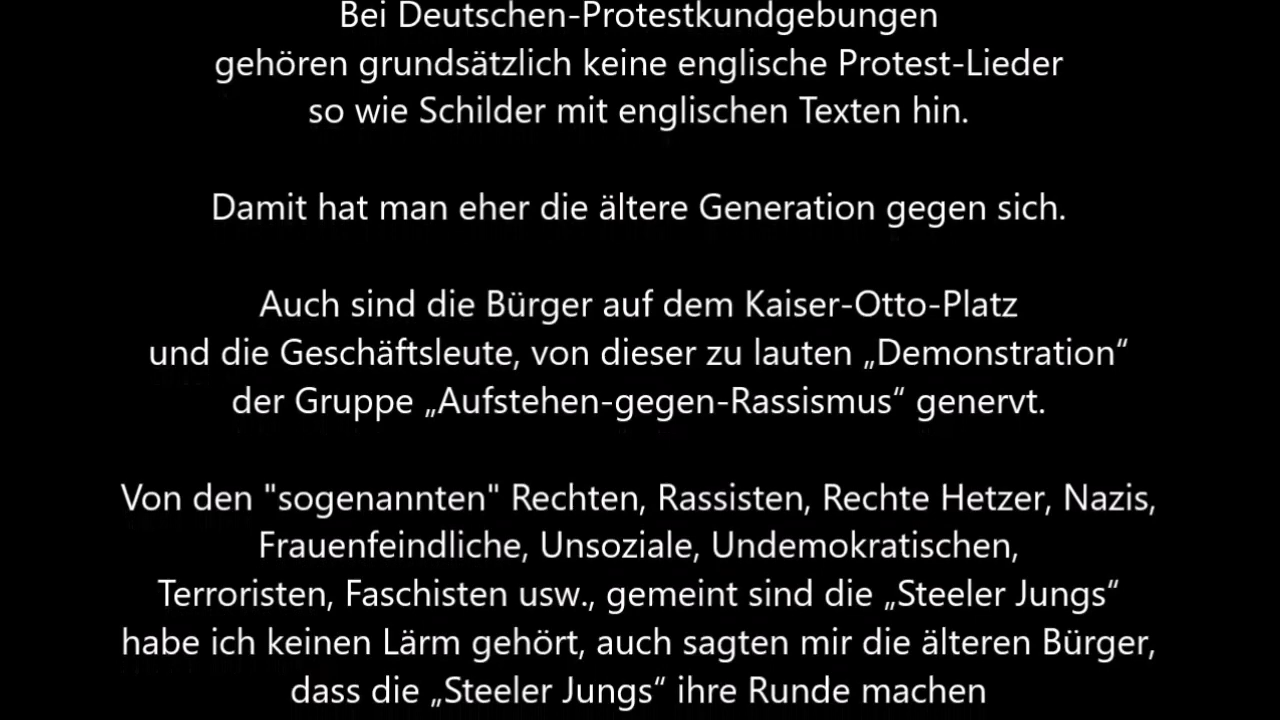 Bei Deutschen-Protestkundgebungen
gehören grundsätzlich keine englische Protest-Lieder
so wie Schilder mit englischen Texten hin.
Damit hat man eher die ältere Generation gegen sich.
Auch sind die Bürger auf dem Kaiser-Otto-Platz
und die Geschäftsleute, von dieser zu lauten „Demonstration“
der Gruppe „Aufstehen-gegen-Rassismus“ genervt.
Von den "sogenannten" Rechten, Rassisten, Rechte Hetzer, Nazis,
Frauenfeindliche, Unsoziale, Undemokratischen,
Terroristen, Faschisten usw., gemeint sind die „Steeler Jungs“
habe ich keinen Lärm gehört, auch sagten mir die älteren Bürger,
dass die „Steeler Jungs“ ihre Runde machen